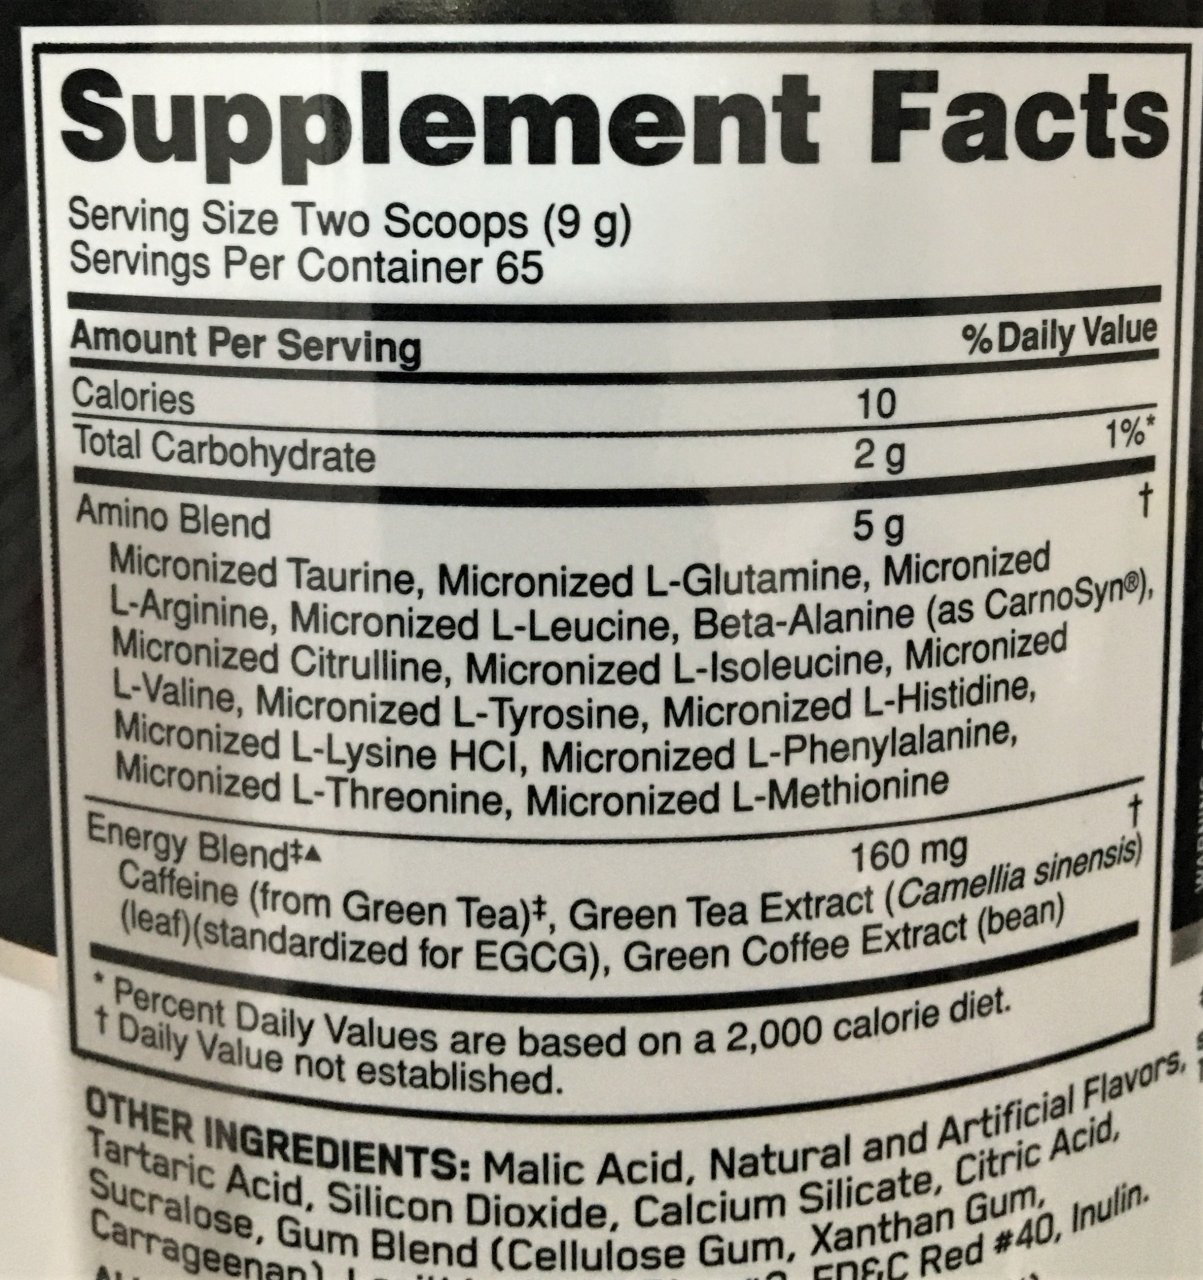 Supplement Facts
Serving Size Two Scoops (9 g)
Servings Per Container 65
Amount Per Serving % Daily Value
Calories 10
Total Carbohydrate 2 g 1%*
Amino Blend 5 g †
Micronized Taurine, Micronized L-Glutamine, Micronized
L-Arginine, Micronized L-Leucine, Beta-Alanine (as CarnoSyn®),
Micronized Citrulline, Micronized L-Isoleucine, Micronized
L-Valine, Micronized L-Tyrosine, Micronized L-Histidine,
Micronized L-Lysine HCl, Micronized L-Phenylalanine,
Micronized L-Threonine, Micronized L-Methionine
Energy Blend‡▲ 160 mg †
Caffeine (from Green Tea)‡, Green Tea Extract (Camellia sinensis)
(leaf)(standardized for EGCG), Green Coffee Extract (bean)
* Percent Daily Values are based on a 2,000 calorie diet.
† Daily Value not established.
OTHER INGREDIENTS: Malic Acid, Natural and Artificial Flavors,
Tartaric Acid, Silicon Dioxide, Calcium Silicate, Citric Acid,
Sucralose, Gum Blend (Cellulose Gum, Xanthan Gum,
Carrageenan), FD&C Red #40, Inulin.